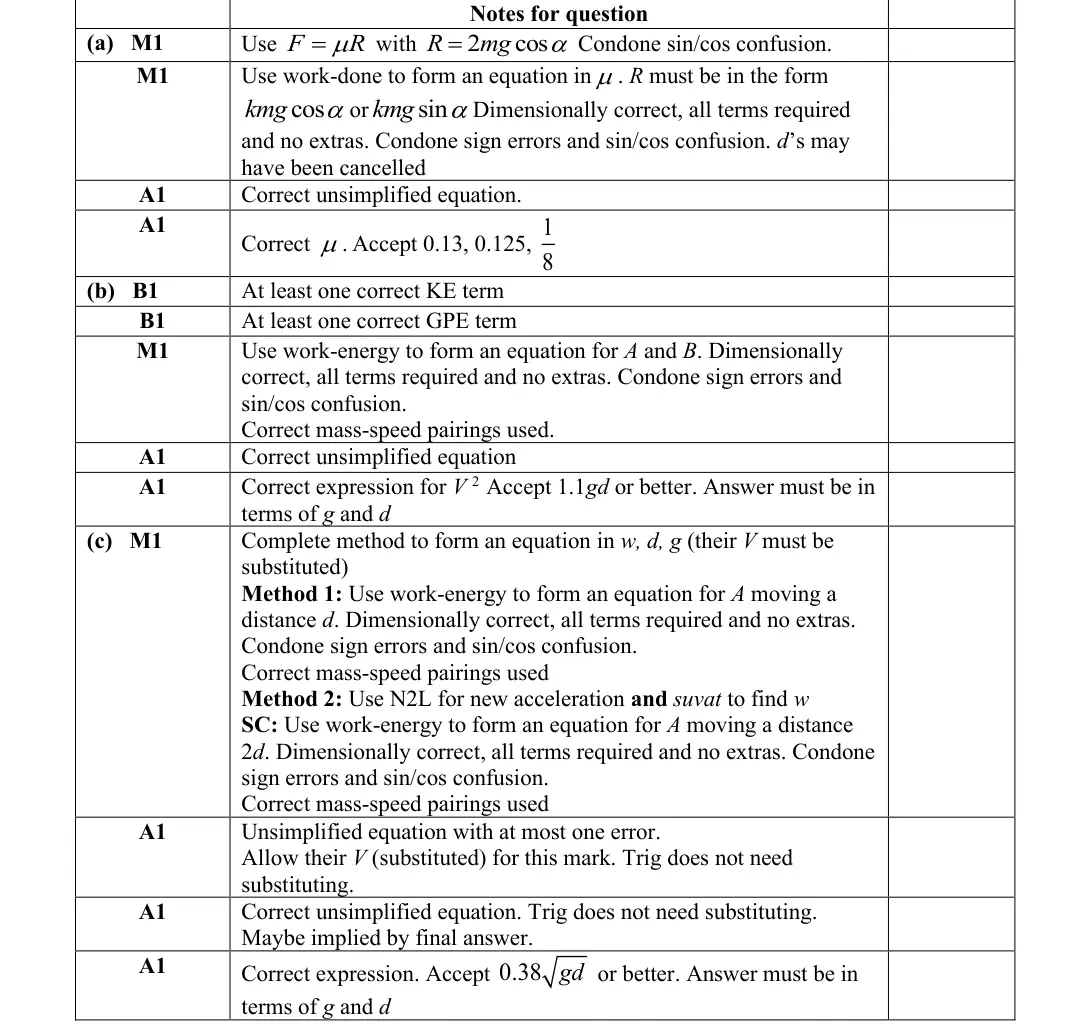 Notes for question
(a) M1 Use F = μR with R = 2mg cos α Condone sin/cos confusion.
M1 Use work-done to form an equation in μ . R must be in the form
kmg cos α or kmg sin α Dimensionally correct, all terms required
and no extras. Condone sign errors and sin/cos confusion. d’s may
have been cancelled
A1 Correct unsimplified equation.
A1 Correct μ . Accept 0.13, 0.125, 1/8
(b) B1 At least one correct KE term
B1 At least one correct GPE term
M1 Use work-energy to form an equation for A and B. Dimensionally
correct, all terms required and no extras. Condone sign errors and
sin/cos confusion.
Correct mass-speed pairings used.
A1 Correct unsimplified equation
A1 Correct expression for V² Accept 1.1gd or better. Answer must be in
terms of g and d
(c) M1 Complete method to form an equation in w, d, g (their V must be
substituted)
Method 1: Use work-energy to form an equation for A moving a
distance d. Dimensionally correct, all terms required and no extras.
Condone sign errors and sin/cos confusion.
Correct mass-speed pairings used
Method 2: Use N2L for new acceleration and suvat to find w
SC: Use work-energy to form an equation for A moving a distance
2d. Dimensionally correct, all terms required and no extras. Condone
sign errors and sin/cos confusion.
Correct mass-speed pairings used
A1 Unsimplified equation with at most one error.
Allow their V (substituted) for this mark. Trig does not need
substituting.
A1 Correct unsimplified equation. Trig does not need substituting.
Maybe implied by final answer.
A1 Correct expression. Accept 0.38√gd or better. Answer must be in
terms of g and d